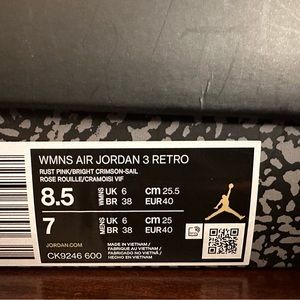 WMNS AIR JORDAN 3 RETRO
RUST PINK/BRIGHT CRIMSON-SAIL
ROSE ROUILLE/CRAMOISI VIF
8.5 WMNS UK 6 CM 25.5
BR 38 EUR 40
7 MENS UK 6 CM 25
BR 38 EUR 40
JORDAN.COM
CK9246 600
MADE IN VIETNAM /
FABRIQUÉ AU VIETNAM /
FABRICADO EN VIETNAM